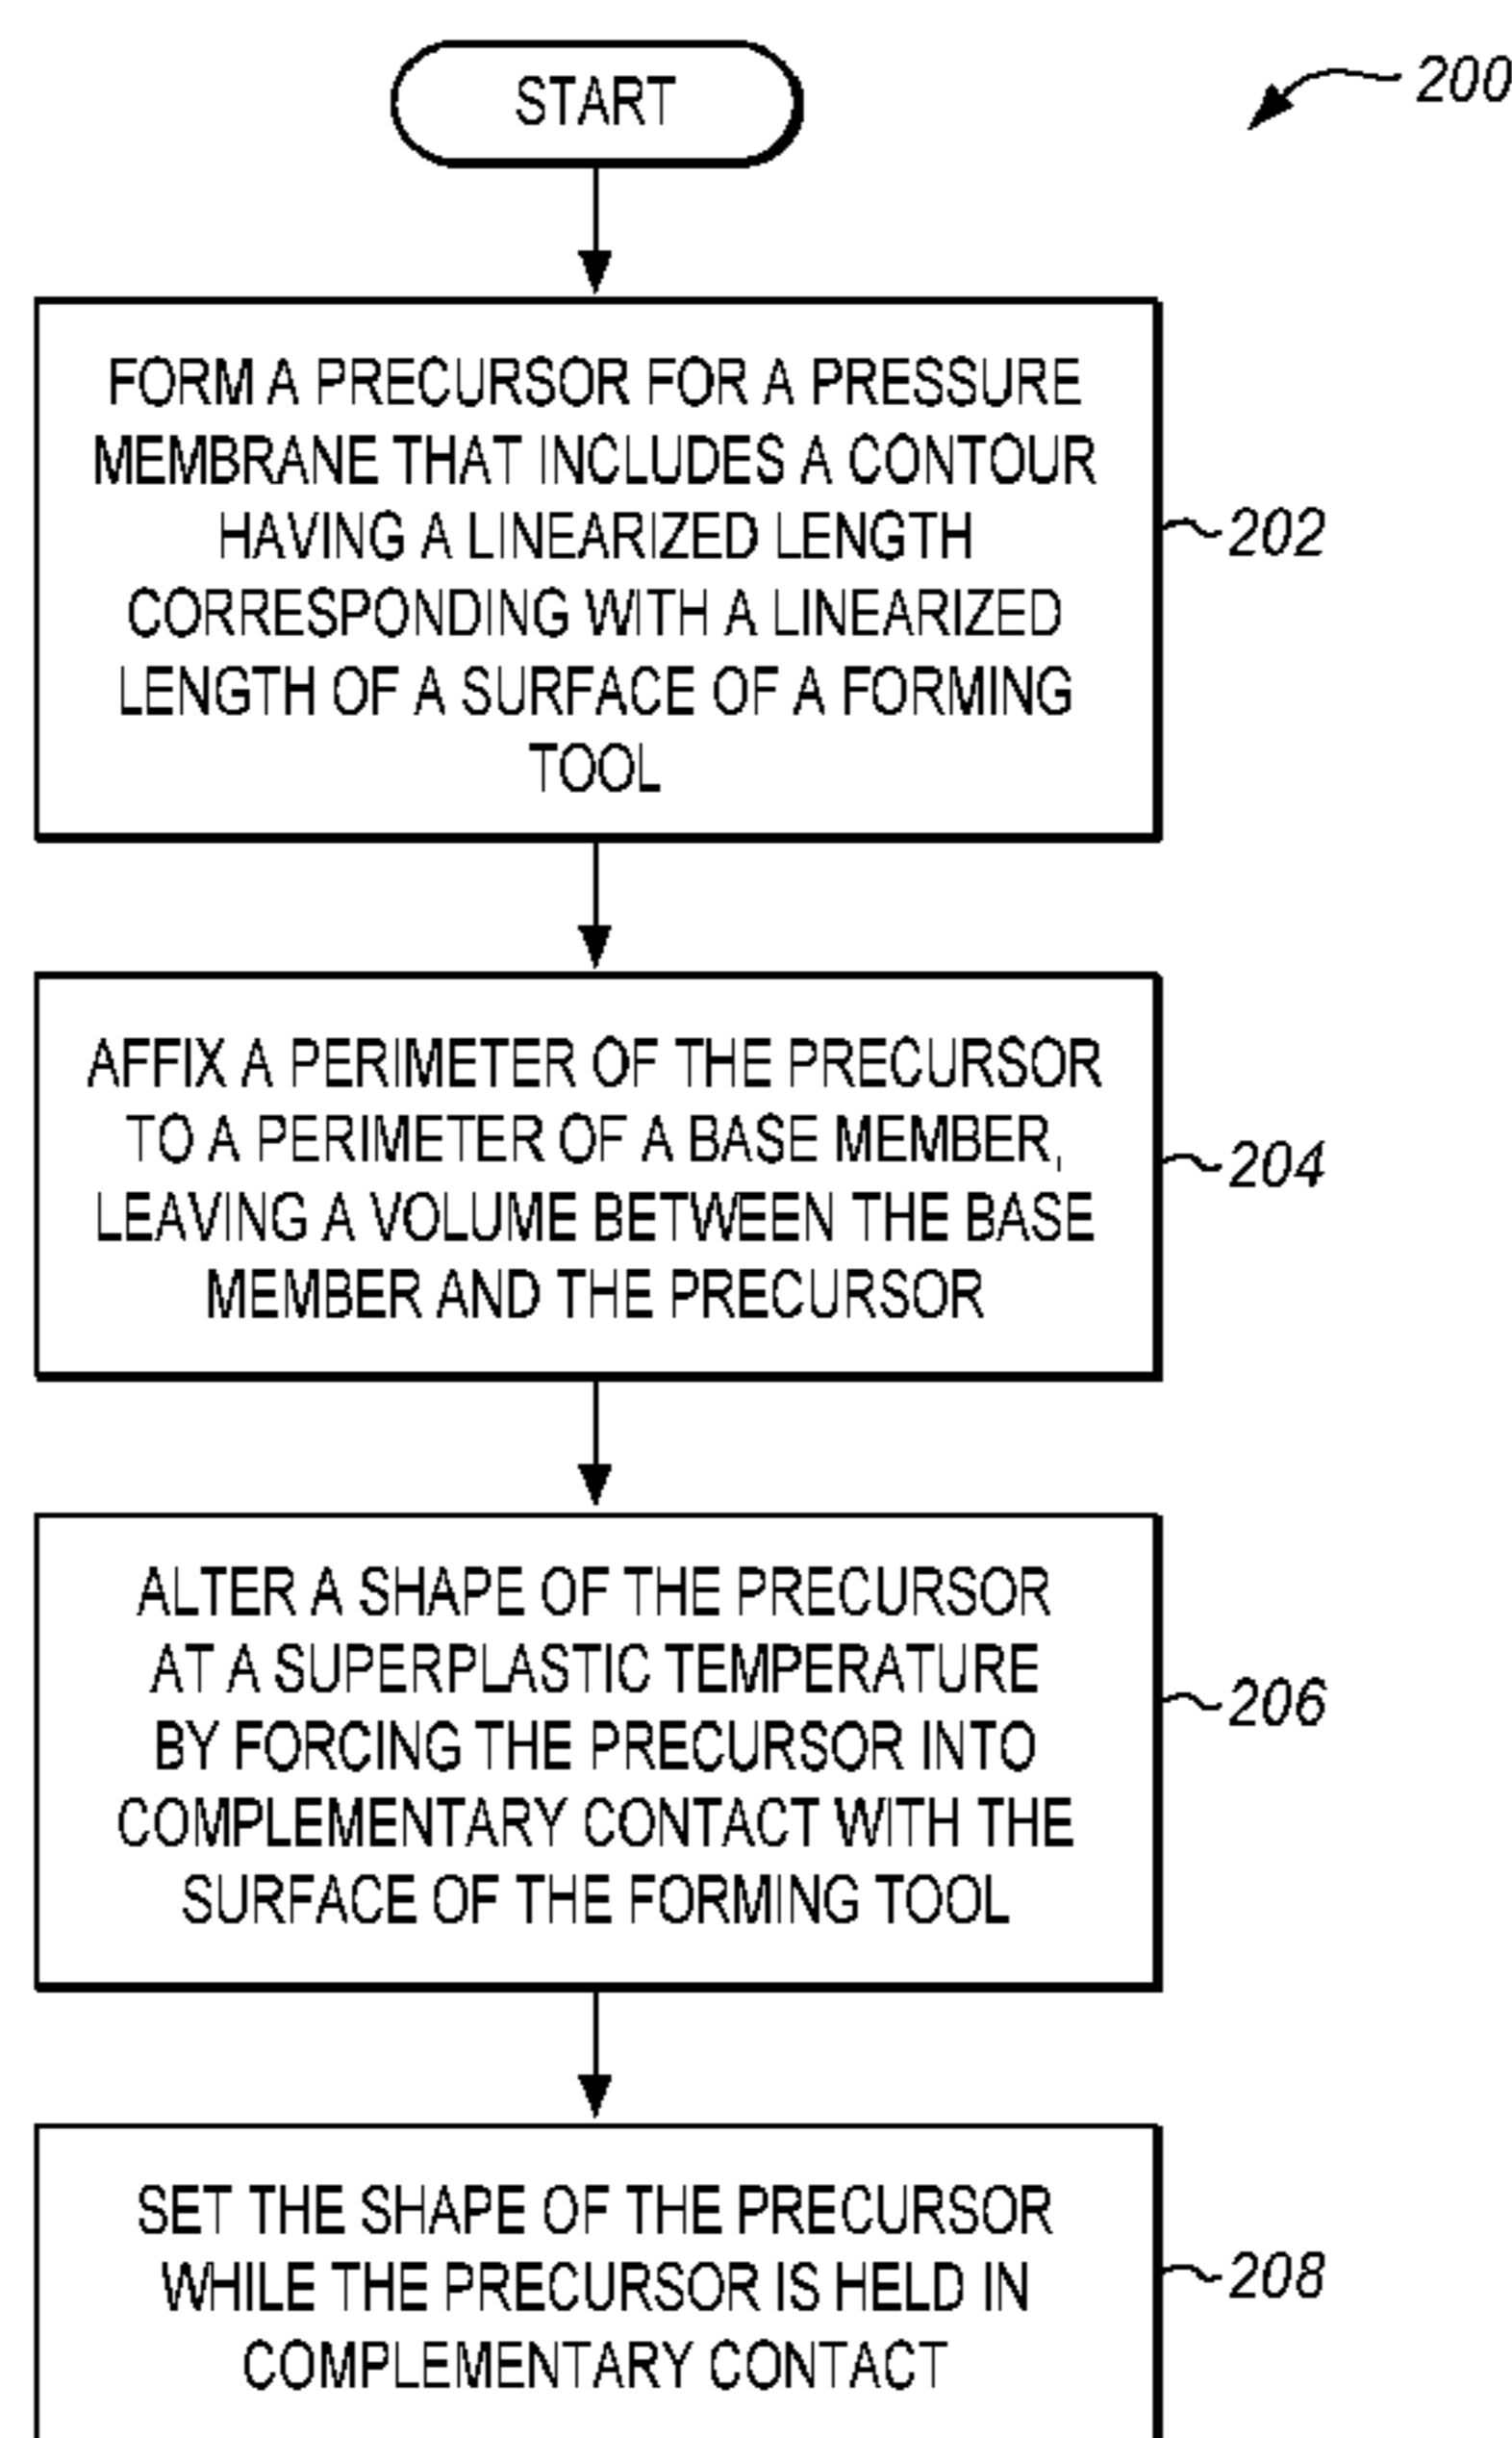 START
200
FORM A PRECURSOR FOR A PRESSURE
MEMBRANE THAT INCLUDES A CONTOUR
HAVING A LINEARIZED LENGTH
CORRESPONDING WITH A LINEARIZED
LENGTH OF A SURFACE OF A FORMING
TOOL
202
AFFIX A PERIMETER OF THE PRECURSOR
TO A PERIMETER OF A BASE MEMBER,
LEAVING A VOLUME BETWEEN THE BASE
MEMBER AND THE PRECURSOR
204
ALTER A SHAPE OF THE PRECURSOR
AT A SUPERPLASTIC TEMPERATURE
BY FORCING THE PRECURSOR INTO
COMPLEMENTARY CONTACT WITH THE
SURFACE OF THE FORMING TOOL
206
SET THE SHAPE OF THE PRECURSOR
WHILE THE PRECURSOR IS HELD IN
COMPLEMENTARY CONTACT
208